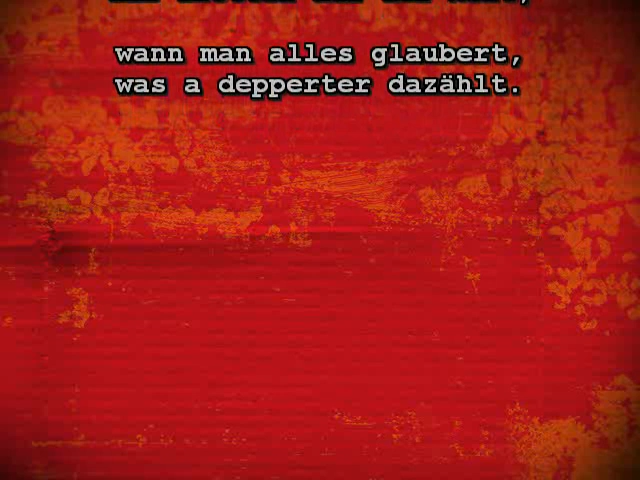 wann man alles glaubert,
was a depperter dazählt.